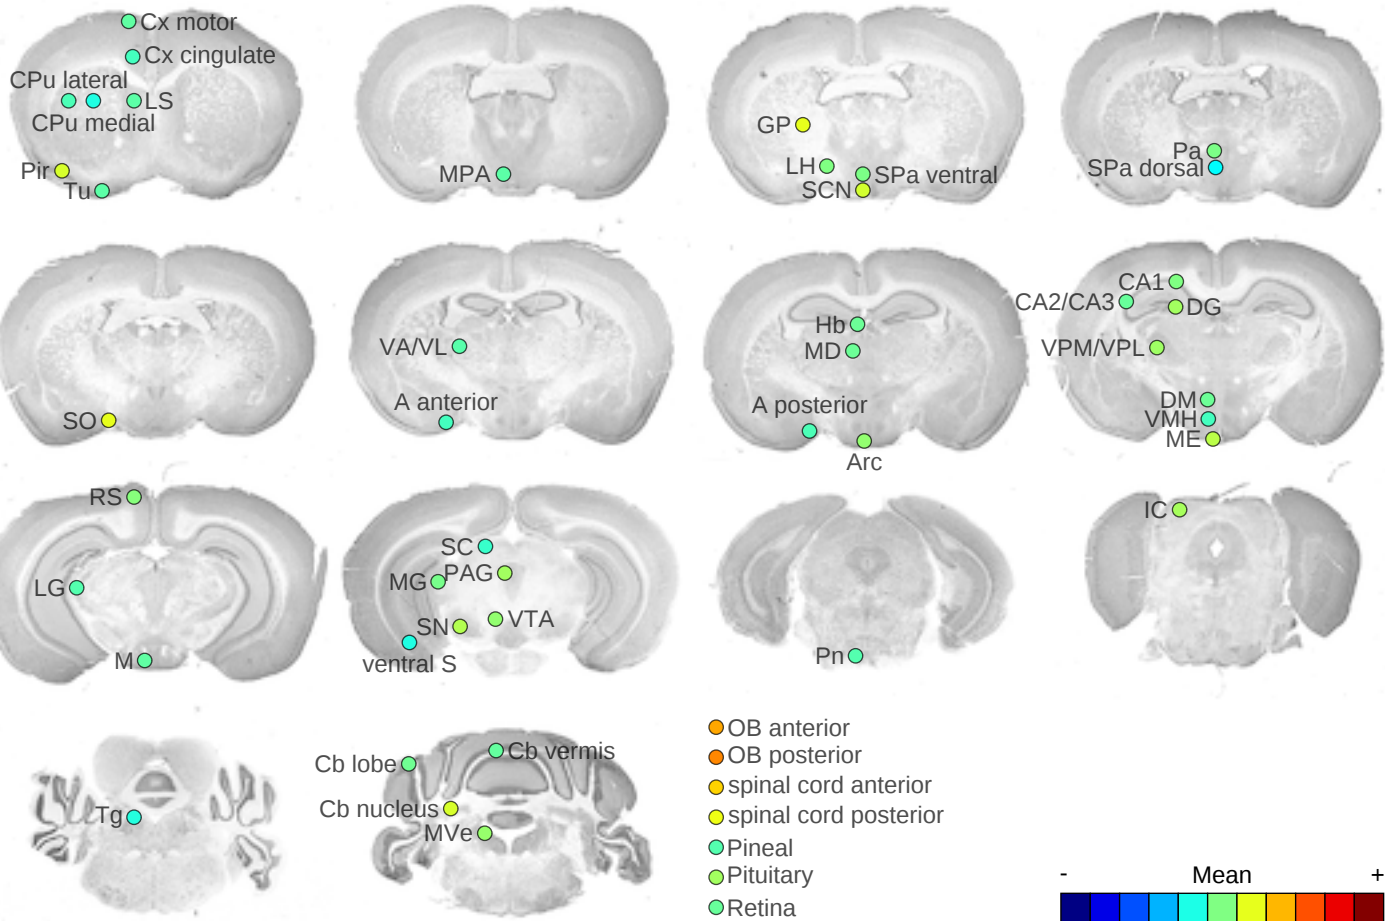 Cx motor
Cx cingulate
CPu lateral
LS
CPu medial
Pir
Tu
MPA
GP
LH
SPa ventral
SCN
Pa
SPa dorsal
SO
VA/VL
A anterior
Hb
MD
A posterior
Arc
CA1
CA2/CA3
DG
VPM/VPL
DM
VMH
ME
RS
LG
M
SC
MG
PAG
SN
VTA
ventral S
Pn
IC
Tg
Cb lobe
Cb vermis
Cb nucleus
MVe
OB anterior
OB posterior
spinal cord anterior
spinal cord posterior
Pineal
Pituitary
Retina
- Mean +